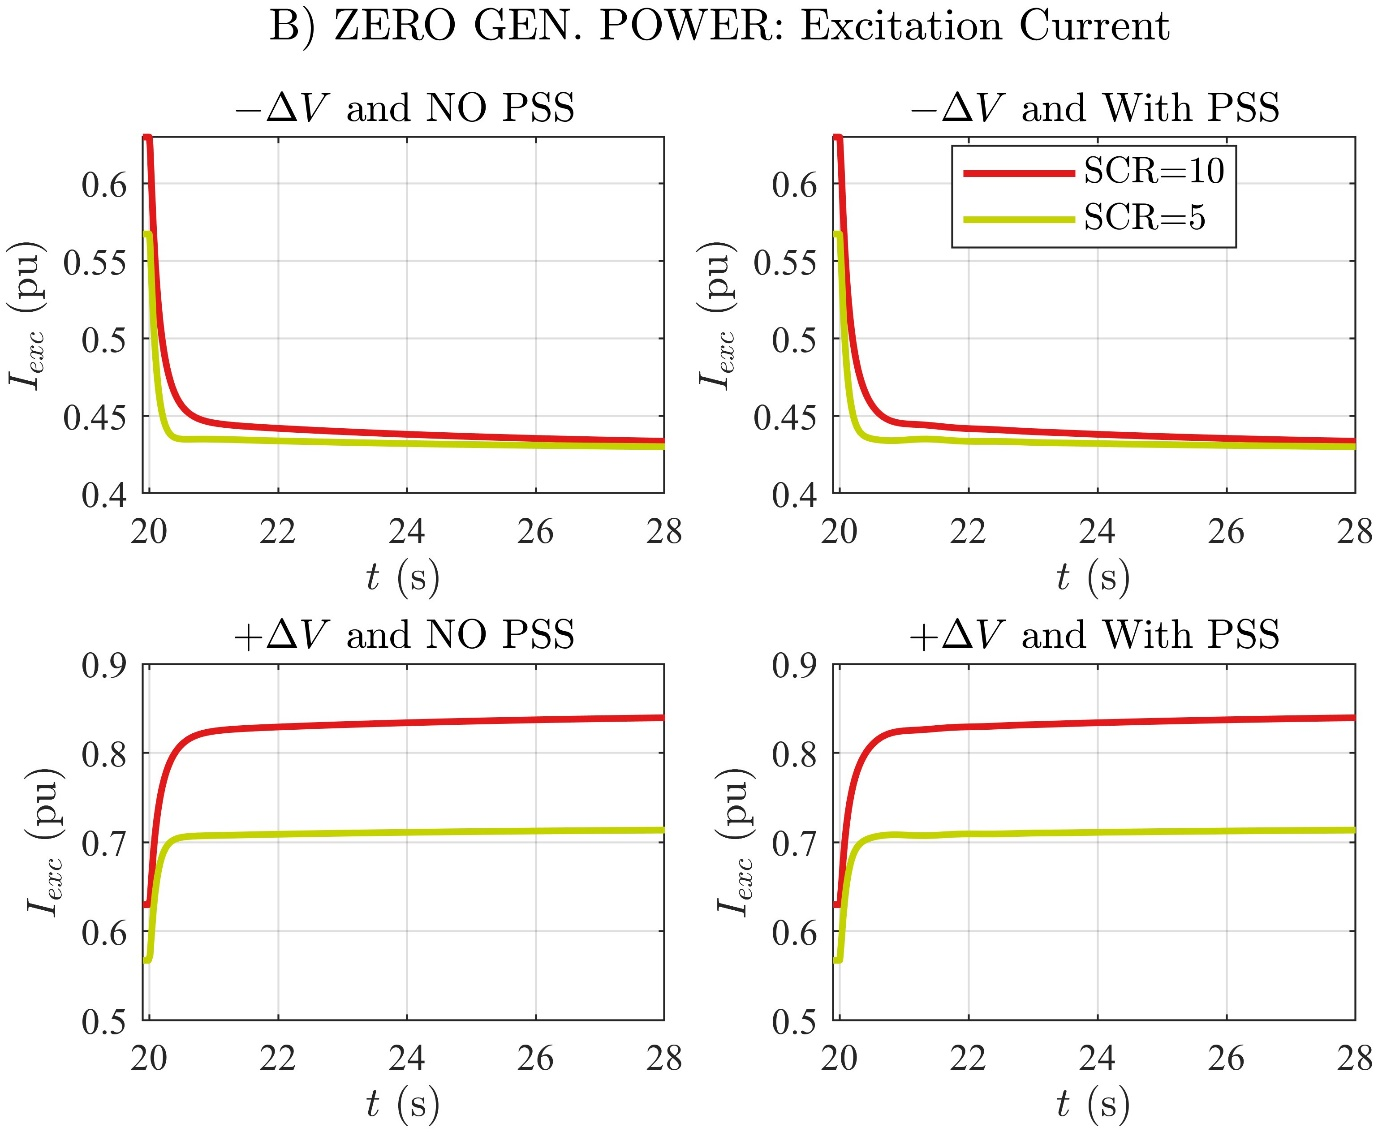 B) ZERO GEN. POWER: Excitation Current
−ΔV and NO PSS
I_exc (pu)
0.6
0.55
0.5
0.45
0.4
20 22 24 26 28
t (s)
−ΔV and With PSS
SCR=10
SCR=5
I_exc (pu)
0.6
0.55
0.5
0.45
0.4
20 22 24 26 28
t (s)
+ΔV and NO PSS
I_exc (pu)
0.9
0.8
0.7
0.6
0.5
20 22 24 26 28
t (s)
+ΔV and With PSS
I_exc (pu)
0.9
0.8
0.7
0.6
0.5
20 22 24 26 28
t (s)